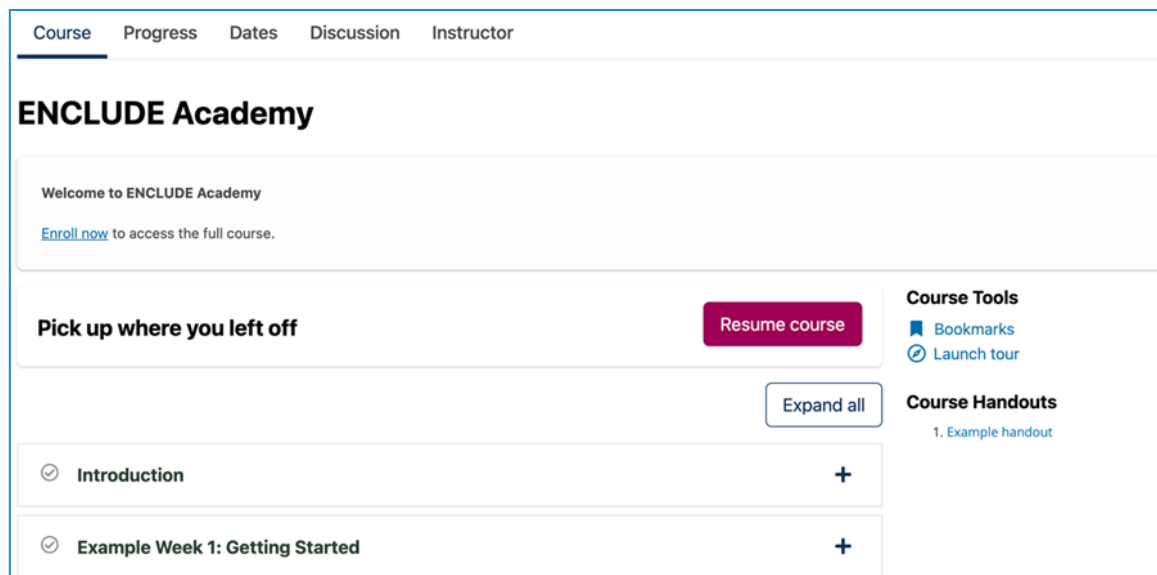 Course Progress Dates Discussion Instructor
ENCLUDE Academy
Welcome to ENCLUDE Academy
Enroll now to access the full course.
Pick up where you left off
Resume course
Expand all
Introduction
Example Week 1: Getting Started
Course Tools
Bookmarks
Launch tour
Course Handouts
1. Example handout